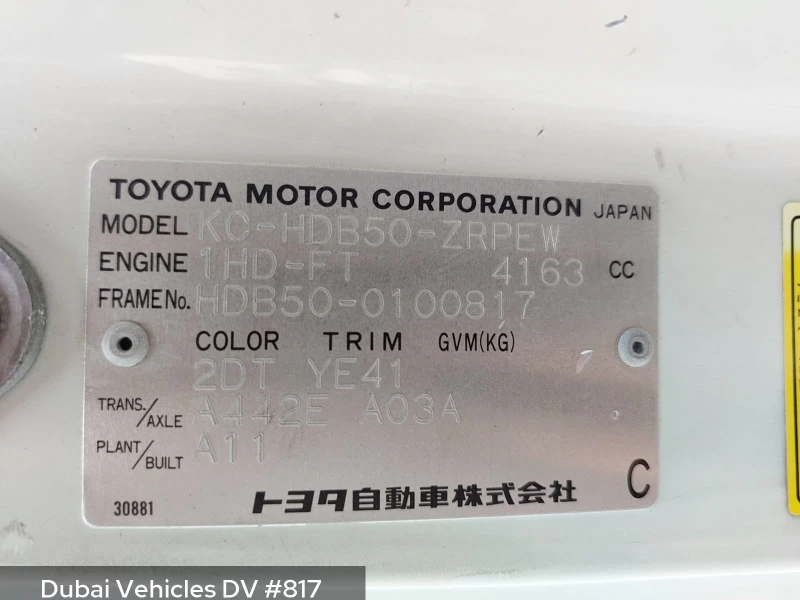 TOYOTA MOTOR CORPORATION JAPAN
MODEL KC-HDB50-ZRPEW
ENGINE 1HD-FT 4163 CC
FRAME No. HDB50-0100817
COLOR TRIM GVM(KG)
2DT YE41
TRANS./AXLE A442E A03A
PLANT/BUILT A11
トヨタ自動車株式会社 C
30881
Dubai Vehicles DV #817